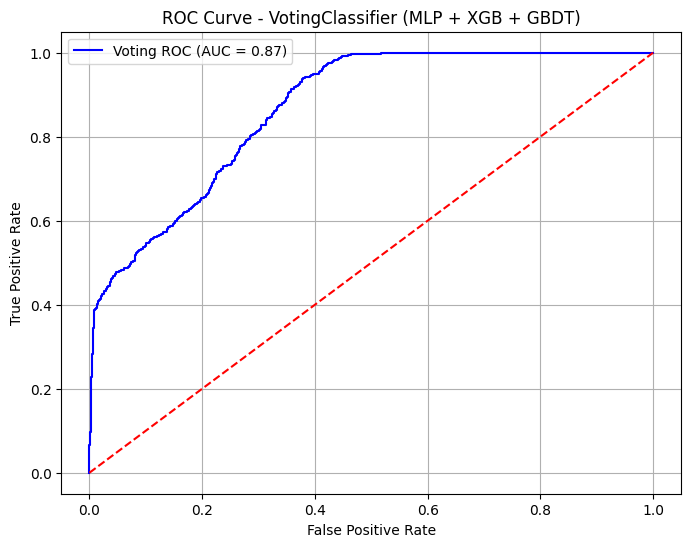 ROC Curve - VotingClassifier (MLP + XGB + GBDT)
Voting ROC (AUC = 0.87)
True Positive Rate
1.0
0.8
0.6
0.4
0.2
0.0
0.0 0.2 0.4 0.6 0.8 1.0
False Positive Rate